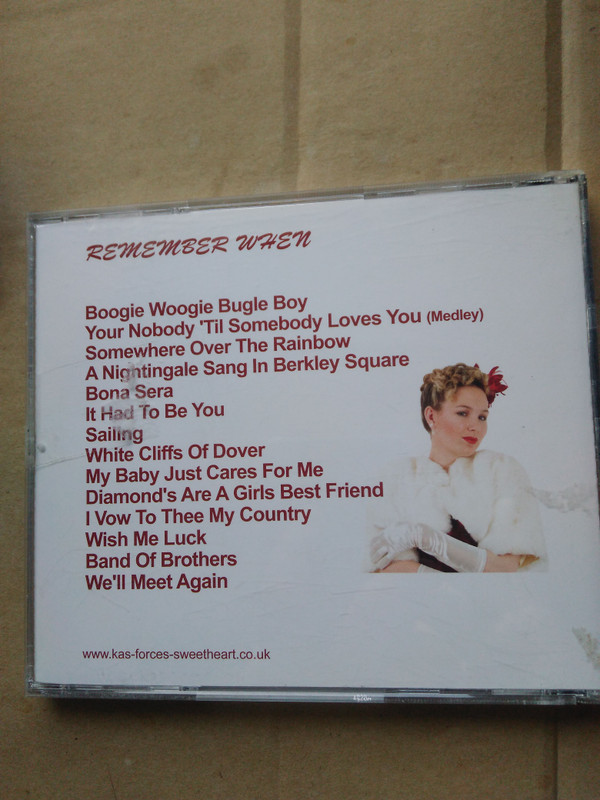 REMEMBER WHEN
Boogie Woogie Bugle Boy
Your Nobody 'Til Somebody Loves You (Medley)
Somewhere Over The Rainbow
A Nightingale Sang In Berkley Square
Bona Sera
It Had To Be You
Sailing
White Cliffs Of Dover
My Baby Just Cares For Me
Diamond's Are A Girls Best Friend
I Vow To Thee My Country
Wish Me Luck
Band Of Brothers
We'll Meet Again
www.kas-forces-sweetheart.co.uk